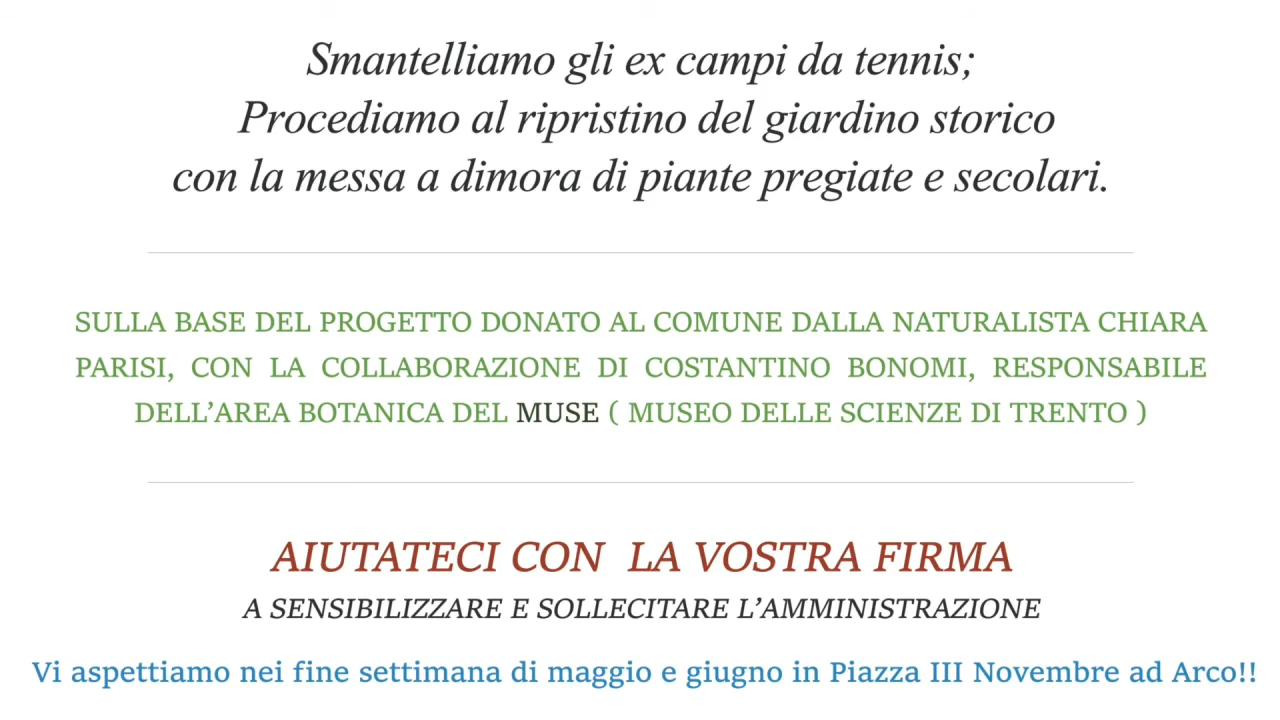 Smantelliamo gli ex campi da tennis;
Procediamo al ripristino del giardino storico
con la messa a dimora di piante pregiate e secolari.
SULLA BASE DEL PROGETTO DONATO AL COMUNE DALLA NATURALISTA CHIARA
PARISI, CON LA COLLABORAZIONE DI COSTANTINO BONOMI, RESPONSABILE
DELL’AREA BOTANICA DEL MUSE ( MUSEO DELLE SCIENZE DI TRENTO )
AIUTATECI CON LA VOSTRA FIRMA
A SENSIBILIZZARE E SOLLECITARE L’AMMINISTRAZIONE
Vi aspettiamo nei fine settimana di maggio e giugno in Piazza III Novembre ad Arco!!